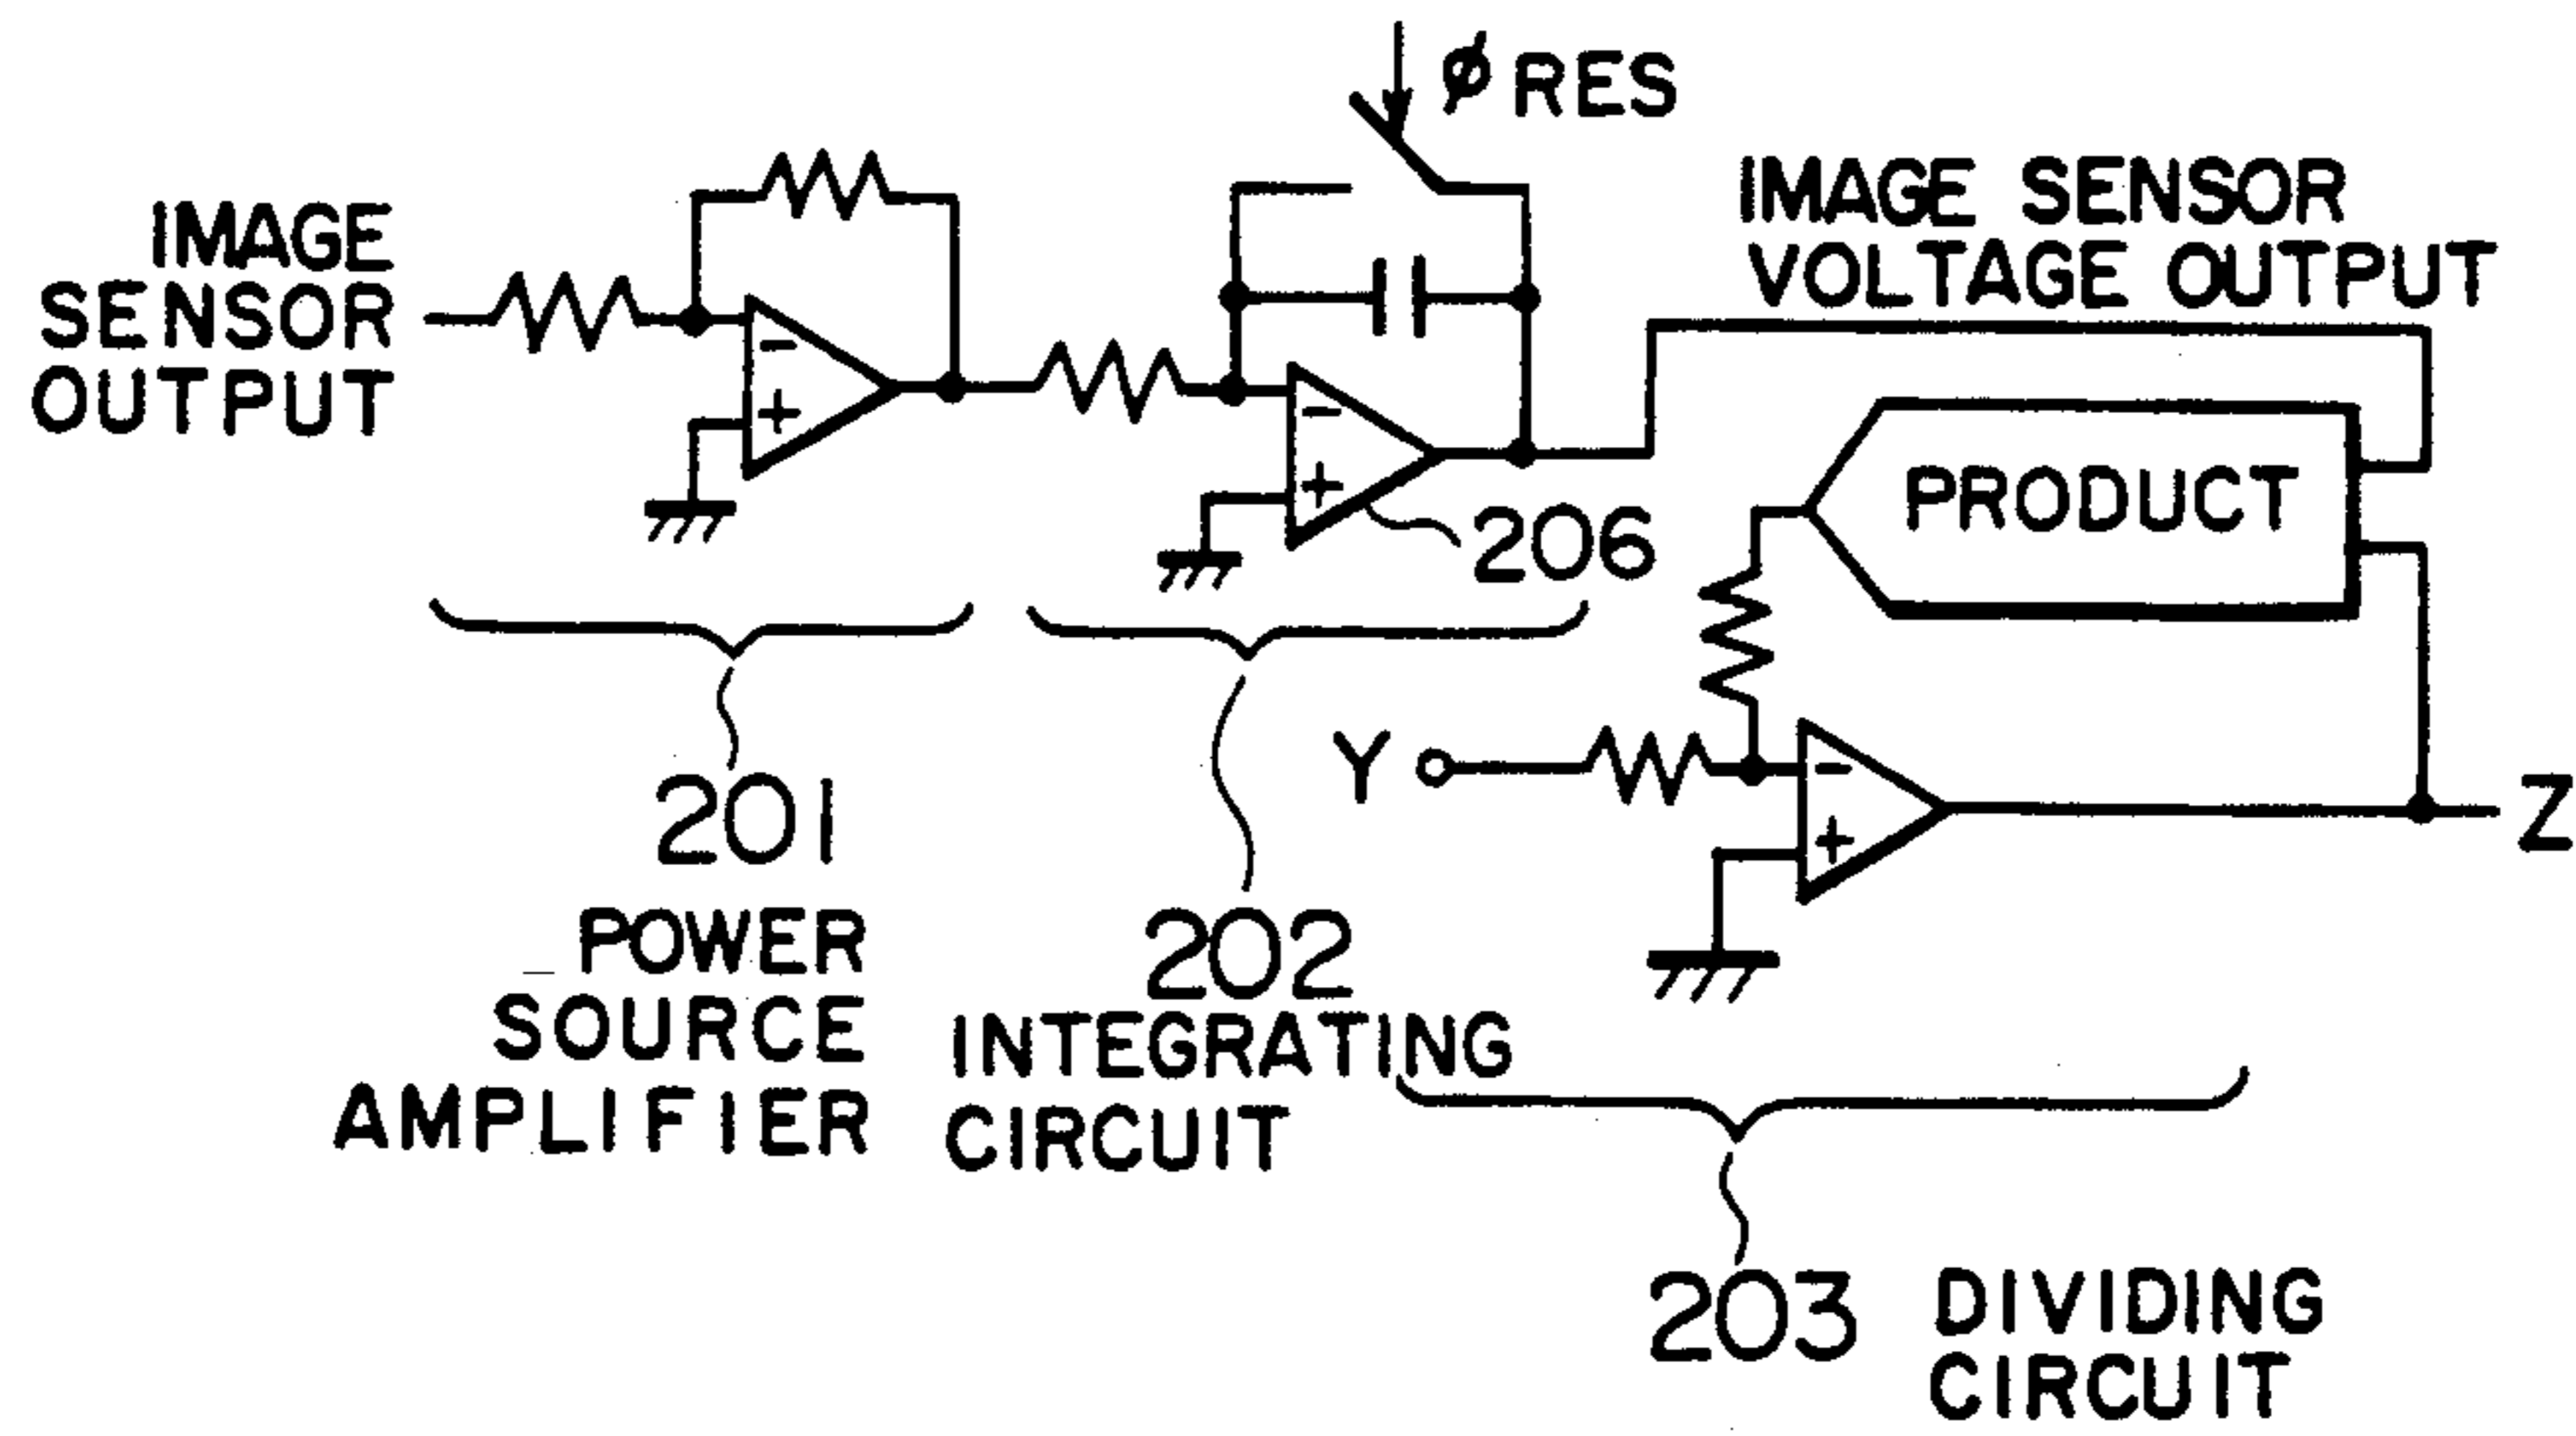 φ RES
IMAGE
SENSOR
OUTPUT
IMAGE SENSOR
VOLTAGE OUTPUT
PRODUCT
-
+
-
+
206
Y
-
+
Z
201
POWER
SOURCE
AMPLIFIER
202
INTEGRATING
CIRCUIT
203 DIVIDING
CIRCUIT